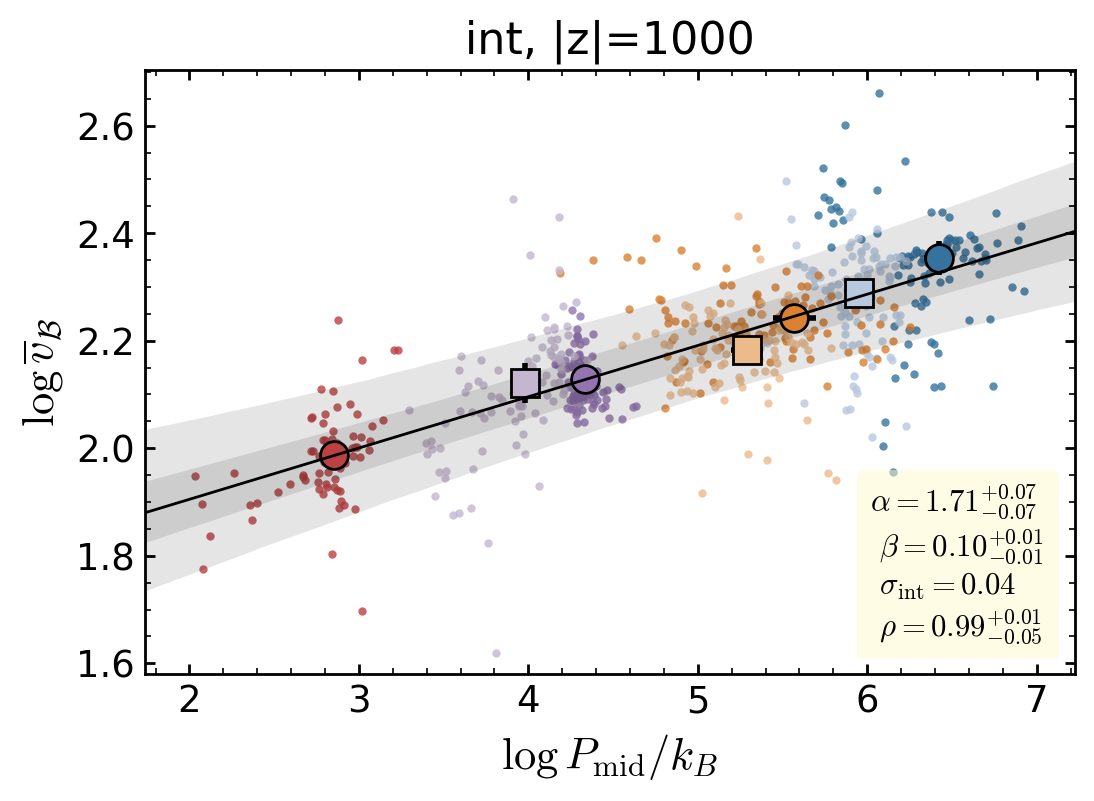 int, |z|=1000
log v̅_ℬ
2.6
2.4
2.2
2.0
1.8
1.6
α = 1.71^{+0.07}_{−0.07}
β = 0.10^{+0.01}_{−0.01}
σ_int = 0.04
ρ = 0.99^{+0.01}_{−0.05}
2 3 4 5 6 7
log P_mid/k_B